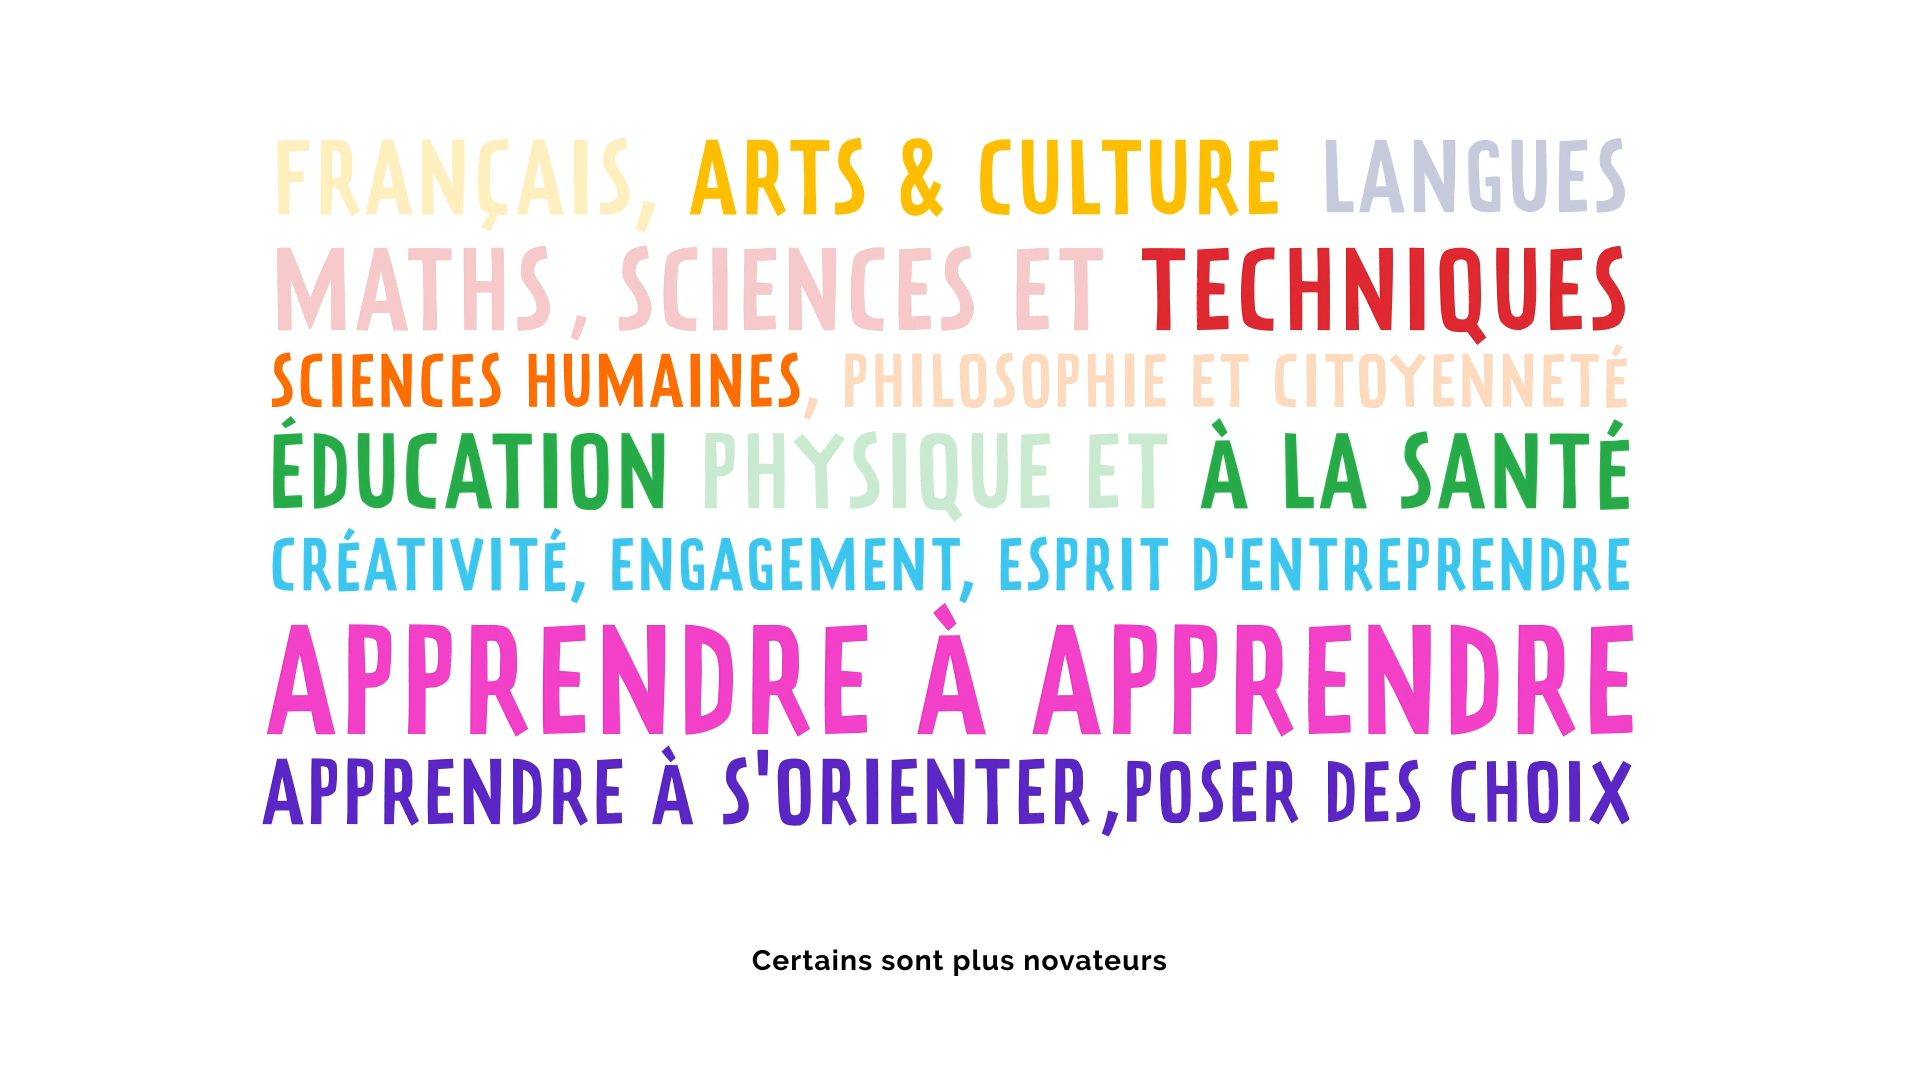 FRANÇAIS, ARTS & CULTURE LANGUES
MATHS, SCIENCES ET TECHNIQUES
SCIENCES HUMAINES, PHILOSOPHIE ET CITOYENNETÉ
ÉDUCATION PHYSIQUE ET À LA SANTÉ
CRÉATIVITÉ, ENGAGEMENT, ESPRIT D'ENTREPRENDRE
APPRENDRE À APPRENDRE
APPRENDRE À S'ORIENTER,POSER DES CHOIX
Certains sont plus novateurs